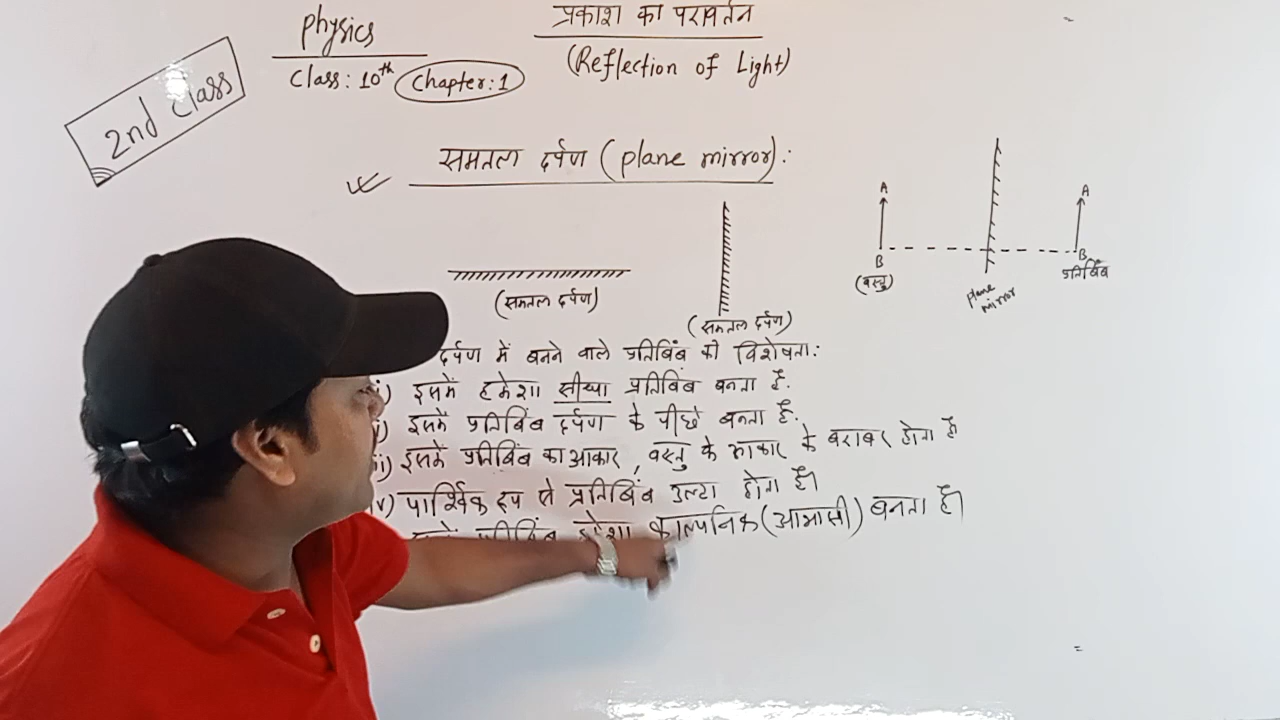 Physics
Class: 10th
Chapter: 1
2nd Class
प्रकाश का परावर्तन
(Reflection of Light)
समतल दर्पण (plane mirror):
(समतल दर्पण)
(समतल दर्पण)
A
A
B
B
(वस्तु)
प्रतिबिंब
Plane
mirror
दर्पण में बनने वाले प्रतिबिंब की विशेषता:
i) इसमें हमेशा सीधा प्रतिबिंब बनता है.
i) इसमें प्रतिबिंब दर्पण के पीछे बनता है.
ii) इसमें प्रतिबिंब का आकार, वस्तु के आकार के बराबर होता है
iv) पार्श्विक रूप से प्रतिबिंब उल्टा होता है।
काल्पनिक (आभासी) बनता है।